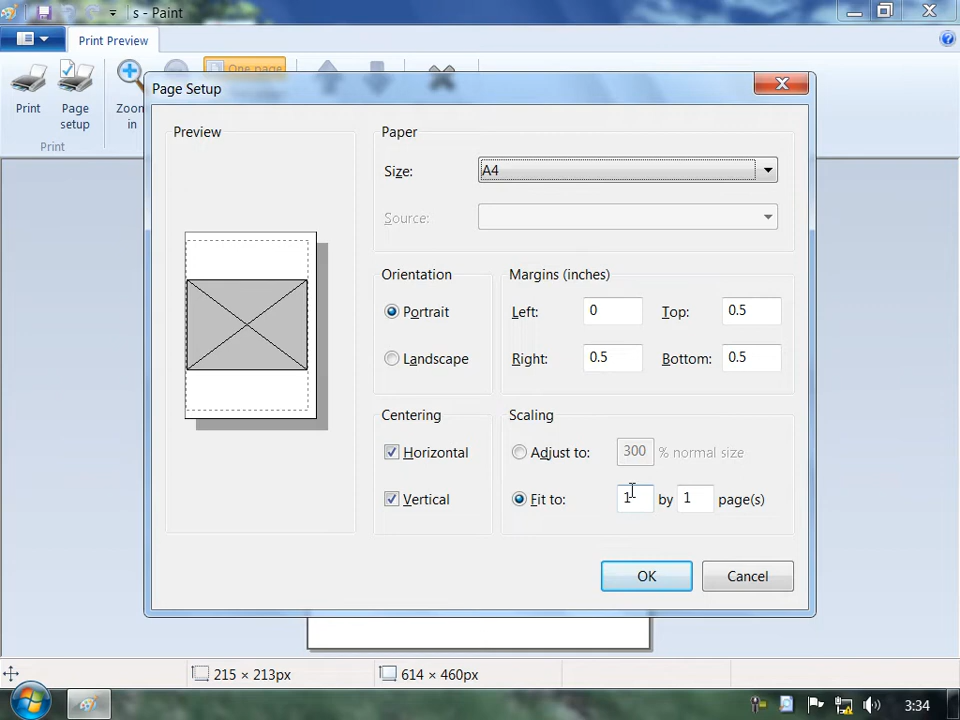 s - Paint
Print Preview
One page
Print
Page setup
Zoom in
Print
Page Setup
Preview
Paper
Size:
A4
Source:
Orientation
Portrait
Landscape
Margins (inches)
Left:
0
Top:
0.5
Right:
0.5
Bottom:
0.5
Centering
Horizontal
Vertical
Scaling
Adjust to:
300
% normal size
Fit to:
1
by
1
page(s)
OK
Cancel
215 × 213px
614 × 460px
3:34